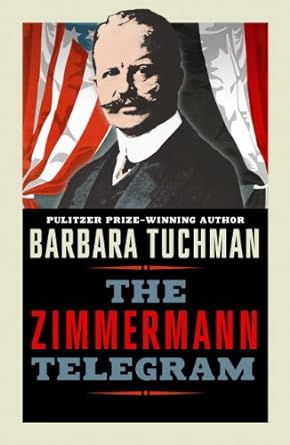 PULITZER PRIZE–WINNING AUTHOR
BARBARA TUCHMAN
THE
ZIMMERMANN
TELEGRAM